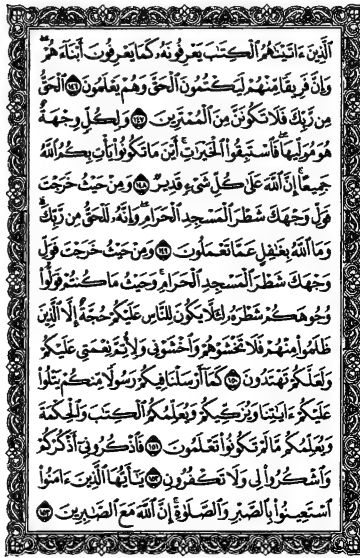 ٱلَّذِينَ ءَاتَيْنَٰهُمُ ٱلْكِتَٰبَ يَعْرِفُونَهُۥ كَمَا يَعْرِفُونَ أَبْنَآءَهُمْ ۖ
وَإِنَّ فَرِيقًا مِّنْهُمْ لَيَكْتُمُونَ ٱلْحَقَّ وَهُمْ يَعْلَمُونَ ١٤٦ ٱلْحَقُّ
مِن رَّبِّكَ فَلَا تَكُونَنَّ مِنَ ٱلْمُمْتَرِينَ ١٤٧ وَلِكُلٍّ وِجْهَةٌ
هُوَ مُوَلِّيهَا ۖ فَٱسْتَبِقُوا۟ ٱلْخَيْرَٰتِ ۚ أَيْنَ مَا تَكُونُوا۟ يَأْتِ بِكُمُ ٱللَّهُ
جَمِيعًا ۚ إِنَّ ٱللَّهَ عَلَىٰ كُلِّ شَىْءٍ قَدِيرٌ ١٤٨ وَمِنْ حَيْثُ خَرَجْتَ
فَوَلِّ وَجْهَكَ شَطْرَ ٱلْمَسْجِدِ ٱلْحَرَامِ ۖ وَإِنَّهُۥ لَلْحَقُّ مِن رَّبِّكَ ۗ
وَمَا ٱللَّهُ بِغَٰفِلٍ عَمَّا تَعْمَلُونَ ١٤٩ وَمِنْ حَيْثُ خَرَجْتَ فَوَلِّ
وَجْهَكَ شَطْرَ ٱلْمَسْجِدِ ٱلْحَرَامِ ۚ وَحَيْثُ مَا كُنتُمْ فَوَلُّوا۟
وُجُوهَكُمْ شَطْرَهُۥ لِئَلَّا يَكُونَ لِلنَّاسِ عَلَيْكُمْ حُجَّةٌ إِلَّا ٱلَّذِينَ
ظَلَمُوا۟ مِنْهُمْ فَلَا تَخْشَوْهُمْ وَٱخْشَوْنِى وَلِأُتِمَّ نِعْمَتِى عَلَيْكُمْ
وَلَعَلَّكُمْ تَهْتَدُونَ ١٥٠ كَمَآ أَرْسَلْنَا فِيكُمْ رَسُولًا مِّنكُمْ يَتْلُوا۟
عَلَيْكُمْ ءَايَٰتِنَا وَيُزَكِّيكُمْ وَيُعَلِّمُكُمُ ٱلْكِتَٰبَ وَٱلْحِكْمَةَ
وَيُعَلِّمُكُم مَّا لَمْ تَكُونُوا۟ تَعْلَمُونَ ١٥١ فَٱذْكُرُونِىٓ أَذْكُرْكُمْ
وَٱشْكُرُوا۟ لِى وَلَا تَكْفُرُونِ ١٥٢ يَٰٓأَيُّهَا ٱلَّذِينَ ءَامَنُوا۟
ٱسْتَعِينُوا۟ بِٱلصَّبْرِ وَٱلصَّلَوٰةِ ۚ إِنَّ ٱللَّهَ مَعَ ٱلصَّٰبِرِينَ ١٥٣